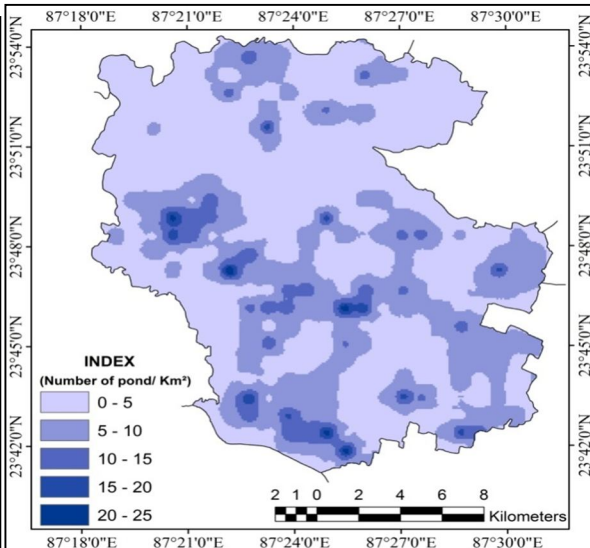 87°18'0"E 87°21'0"E 87°24'0"E 87°27'0"E 87°30'0"E
23°54'0"N 23°54'0"N
23°51'0"N 23°51'0"N
23°48'0"N 23°48'0"N
23°45'0"N 23°45'0"N
23°42'0"N 23°42'0"N
INDEX
(Number of pond/ Km²)
0 - 5
5 - 10
10 - 15
15 - 20
20 - 25
2 1 0 2 4 6 8
Kilometers
87°18'0"E 87°21'0"E 87°24'0"E 87°27'0"E 87°30'0"E